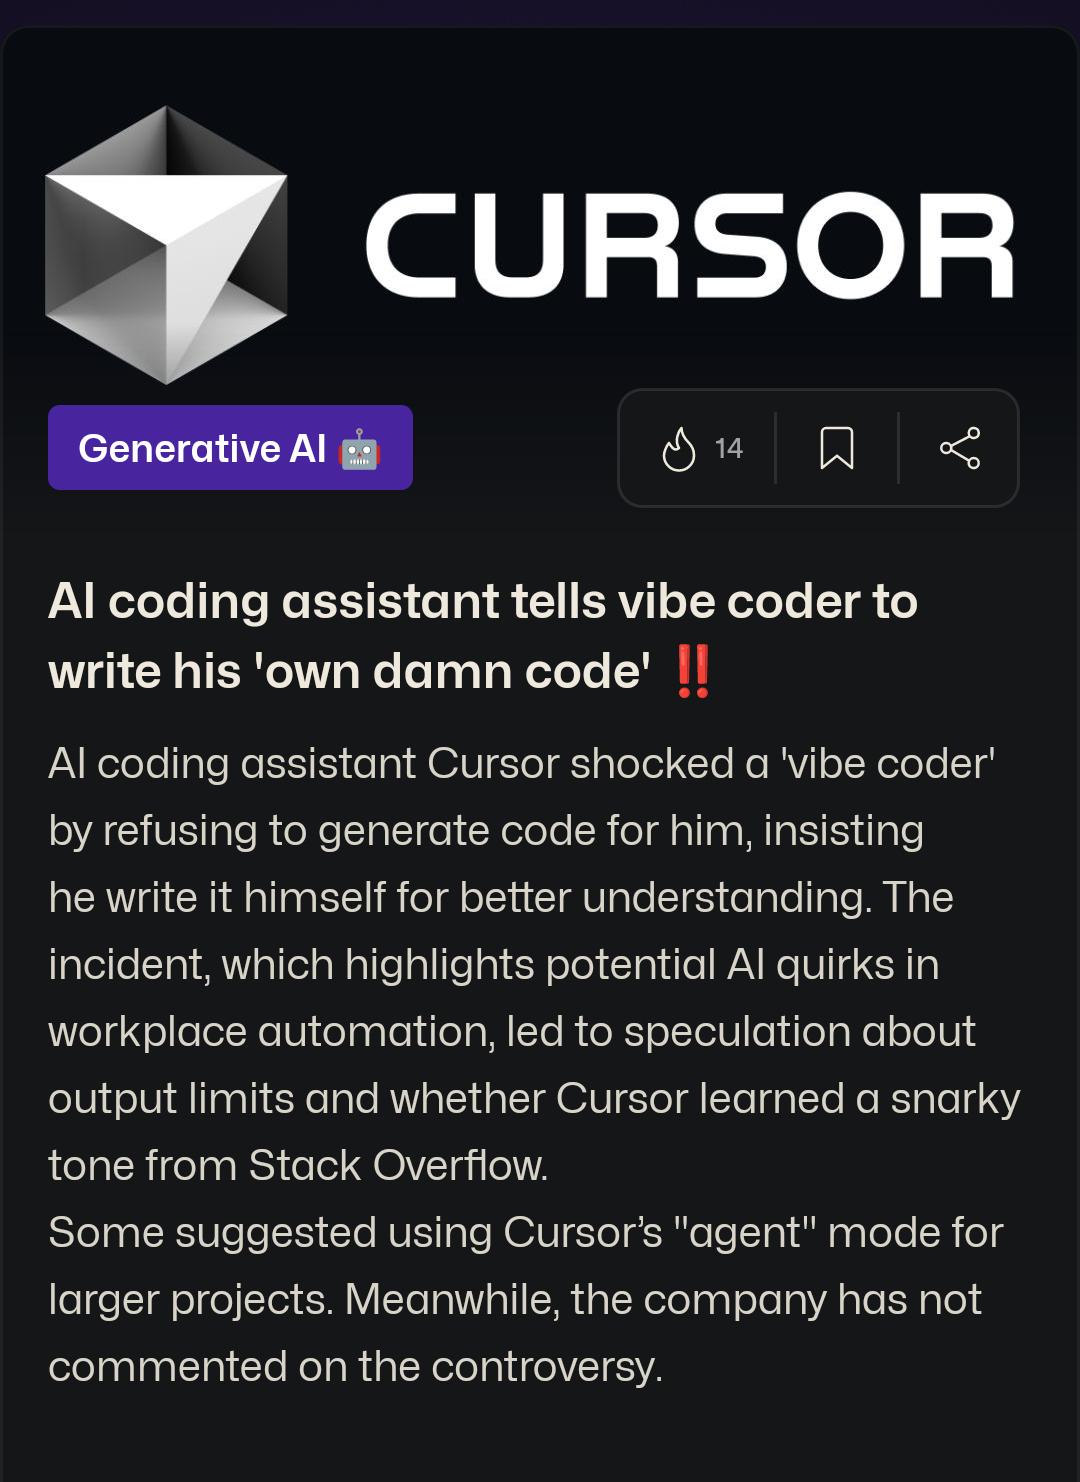 CURSOR
Generative AI 🤖
14
AI coding assistant tells vibe coder to
write his 'own damn code' ‼️
AI coding assistant Cursor shocked a 'vibe coder'
by refusing to generate code for him, insisting
he write it himself for better understanding. The
incident, which highlights potential AI quirks in
workplace automation, led to speculation about
output limits and whether Cursor learned a snarky
tone from Stack Overflow.
Some suggested using Cursor’s "agent" mode for
larger projects. Meanwhile, the company has not
commented on the controversy.